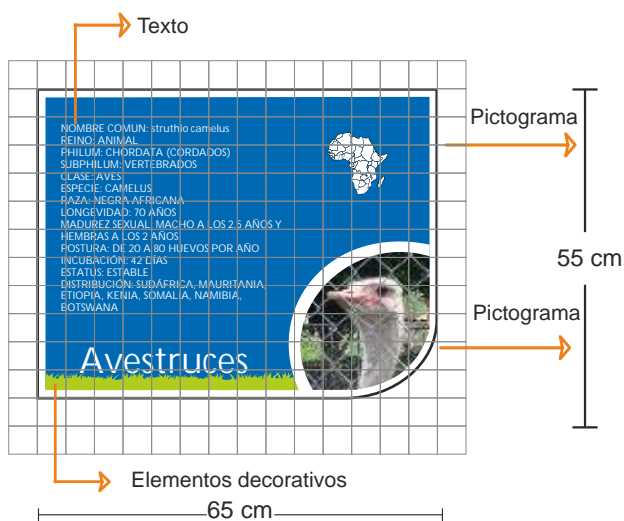 Texto
Pictograma
NOMBRE COMUN: struthio camelus
REINO: ANIMAL
PHILUM: CHORDATA (CORDADOS)
SUBPHILUM: VERTEBRADOS
CLASE: AVES
ESPECIE: CAMELUS
RAZA: NEGRA AFRICANA
LONGEVIDAD: 70 AÑOS
MADUREZ SEXUAL: MACHO A LOS 2.5 AÑOS Y
HEMBRAS A LOS 2 AÑOS
POSTURA: DE 20 A 80 HUEVOS POR AÑO
INCUBACIÓN: 42 DÍAS
ESTATUS: ESTABLE
DISTRIBUCIÓN: SUDÁFRICA, MAURITANIA,
ETIOPIA, KENIA, SOMALIA, NAMIBIA,
BOTSWANA
55 cm
Pictograma
Avestruces
Elementos decorativos
65 cm